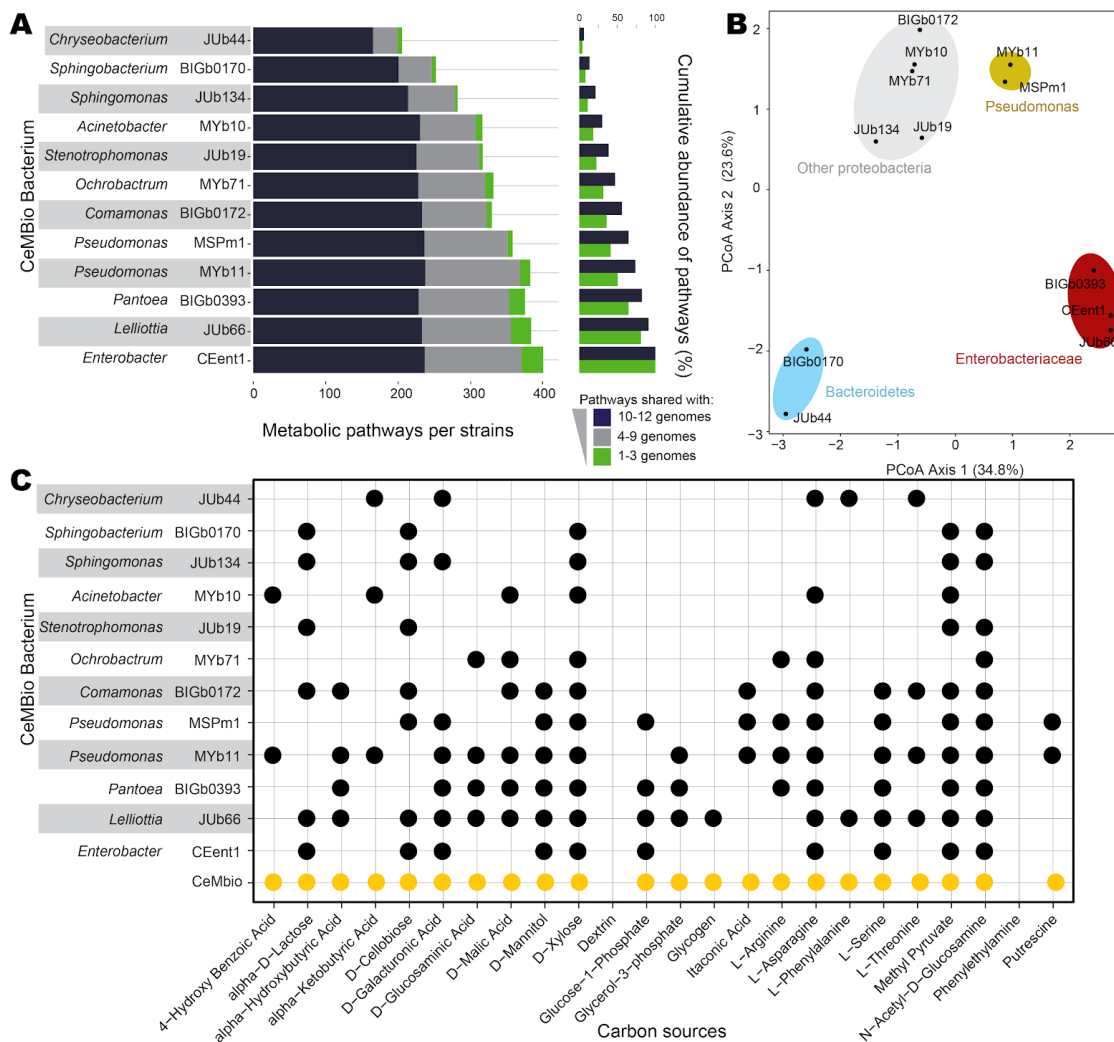 A
CeMBio Bacterium
Chryseobacterium JUb44
Sphingobacterium BIGb0170
Sphingomonas JUb134
Acinetobacter MYb10
Stenotrophomonas JUb19
Ochrobactrum MYb71
Comamonas BIGb0172
Pseudomonas MSPm1
Pseudomonas MYb11
Pantoea BIGb0393
Lelliottia JUb66
Enterobacter CEent1
0 100 200 300 400
Metabolic pathways per strains
0 50 100
Cumulative abundance of pathways (%)
Pathways shared with:
10-12 genomes
4-9 genomes
1-3 genomes
B
PCoA Axis 2 (23.6%)
2
1
0
−1
−2
−3
BIGb0172
MYb10
MYb71
JUb134
JUb19
Other proteobacteria
MYb11
MSPm1
Pseudomonas
BIGb0393
CEent1
JUb66
Enterobacteriaceae
BIGb0170
Bacteroidetes
JUb44
−3 −2 −1 0 1 2
PCoA Axis 1 (34.8%)
C
CeMBio Bacterium
Chryseobacterium JUb44
Sphingobacterium BIGb0170
Sphingomonas JUb134
Acinetobacter MYb10
Stenotrophomonas JUb19
Ochrobactrum MYb71
Comamonas BIGb0172
Pseudomonas MSPm1
Pseudomonas MYb11
Pantoea BIGb0393
Lelliottia JUb66
Enterobacter CEent1
CeMbio
4−Hydroxy Benzoic Acid
alpha−D−Lactose
alpha−Hydroxybutyric Acid
alpha−Ketobutyric Acid
D−Cellobiose
D−Galacturonic Acid
D−Glucosaminic Acid
D−Malic Acid
D−Mannitol
D−Xylose
Dextrin
Glucose−1−Phosphate
Glycerol−3−phosphate
Glycogen
Itaconic Acid
L−Arginine
L−Asparagine
L−Phenylalanine
L−Serine
L−Threonine
Methyl Pyruvate
N−Acetyl−D−Glucosamine
Phenylethylamine
Putrescine
Carbon sources